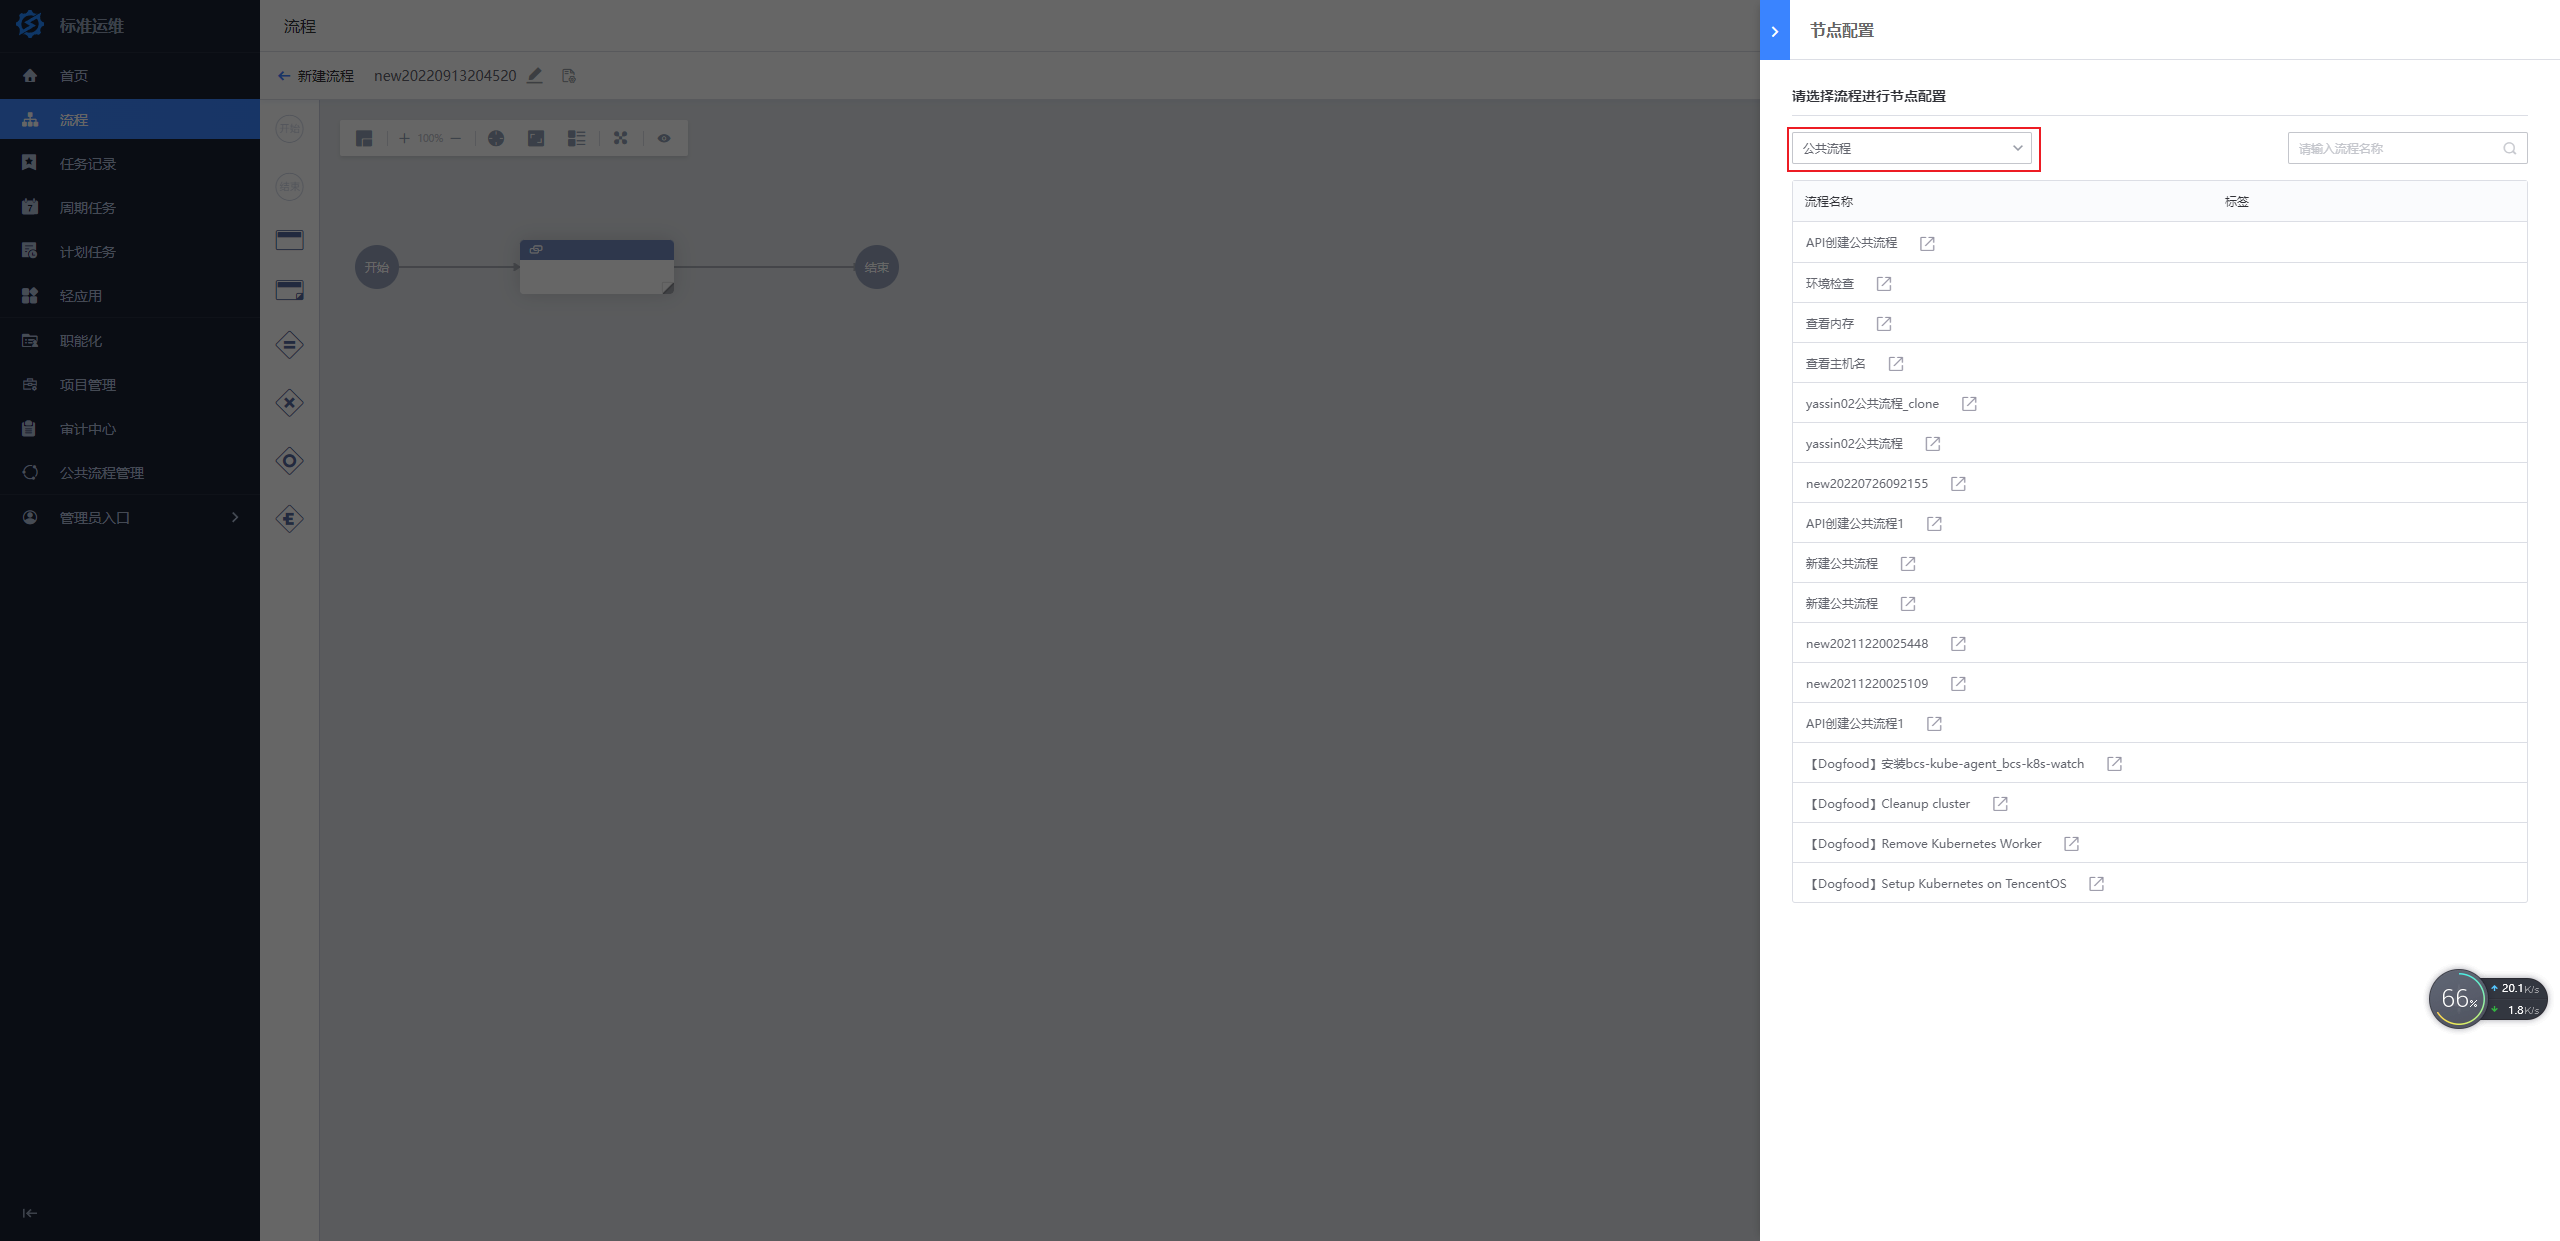 标准运维
首页
流程
任务记录
周期任务
计划任务
轻应用
职能化
项目管理
审计中心
公共流程管理
管理员入口
流程
新建流程 new20220913204520
开始
结束
100%
开始
结束
节点配置
请选择流程进行节点配置
公共流程
请输入流程名称
流程名称 标签
API创建公共流程
环境检查
查看内存
查看主机名
yassin02公共流程_clone
yassin02公共流程
new20220726092155
API创建公共流程1
新建公共流程
新建公共流程
new20211220025448
new20211220025109
API创建公共流程1
【Dogfood】安装bcs-kube-agent_bcs-k8s-watch
【Dogfood】Cleanup cluster
【Dogfood】Remove Kubernetes Worker
【Dogfood】Setup Kubernetes on TencentOS
66%
20.1K/s
1.8K/s